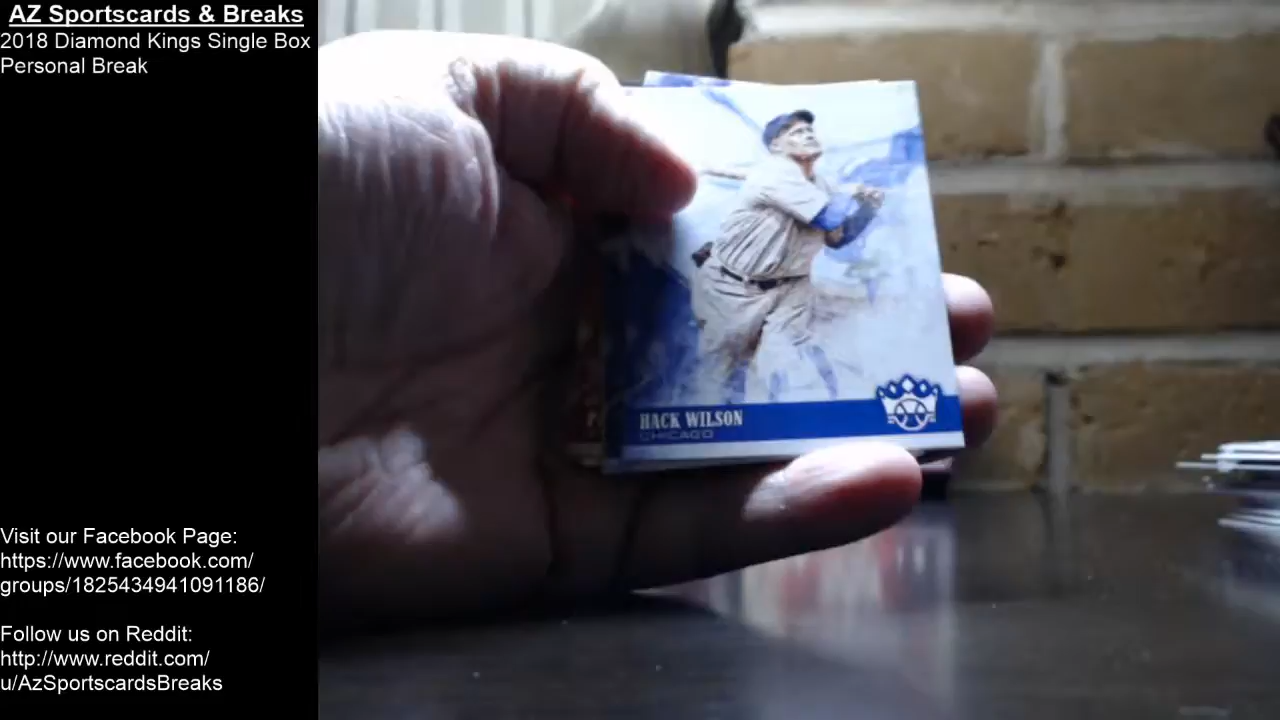 AZ Sportscards & Breaks
2018 Diamond Kings Single Box
Personal Break
HACK WILSON
CHICAGO
Visit our Facebook Page:
https://www.facebook.com/
groups/1825434941091186/
Follow us on Reddit:
http://www.reddit.com/
u/AzSportscardsBreaks